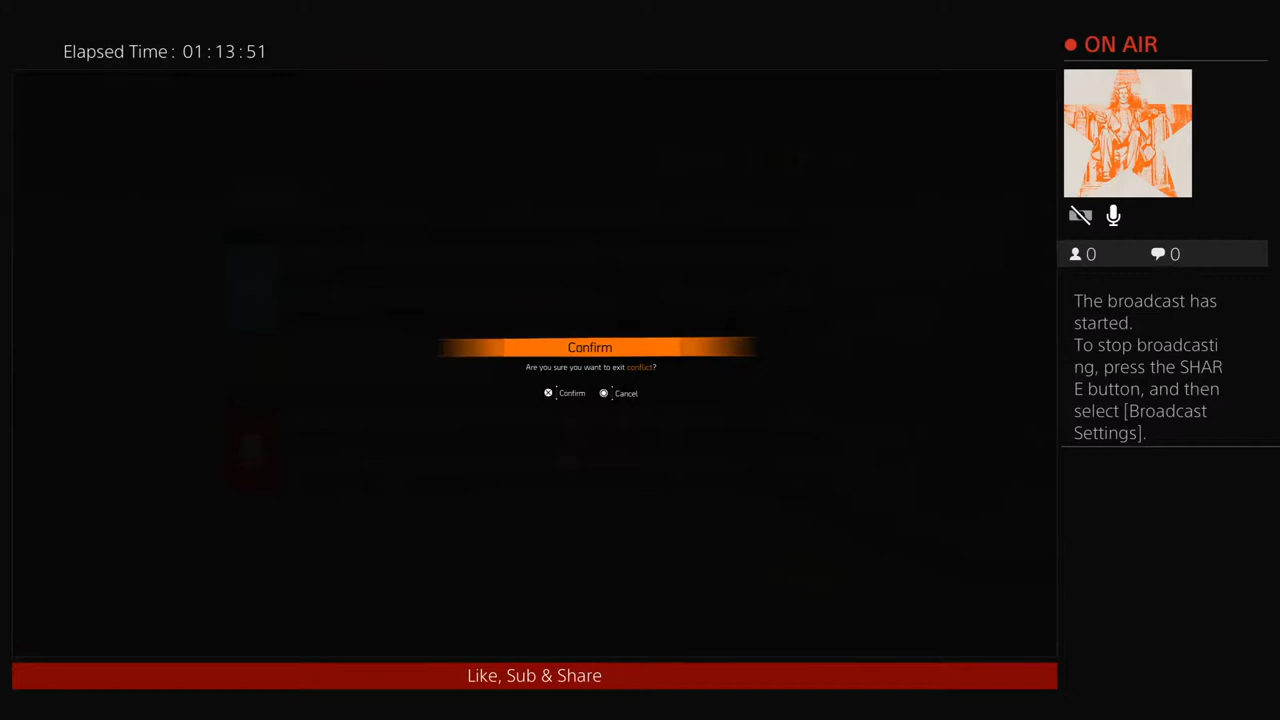 Elapsed Time: 01:13:51
ON AIR
0 0
Confirm
Are you sure you want to exit conflict?
Confirm Cancel
The broadcast has
started.
To stop broadcasti
ng, press the SHAR
E button, and then
select [Broadcast
Settings].
Like, Sub & Share